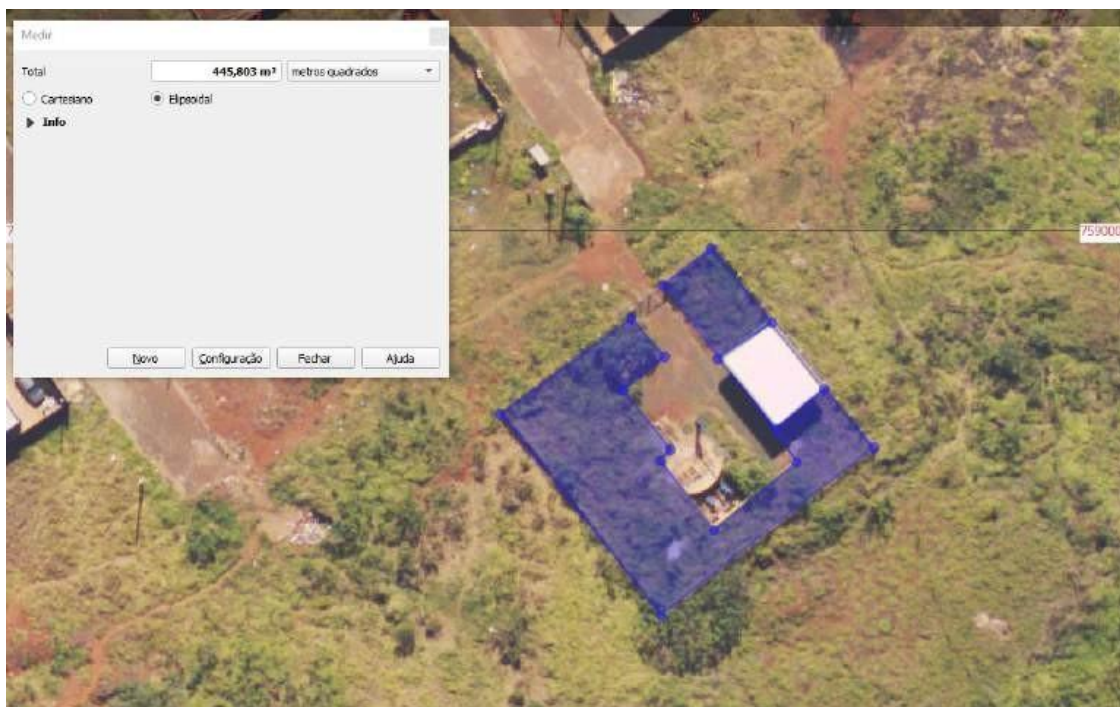 Medir
Total 445,803 m² metros quadrados
Cartesiano Elipsoidal
Info
759000
Novo Configuração Fechar Ajuda